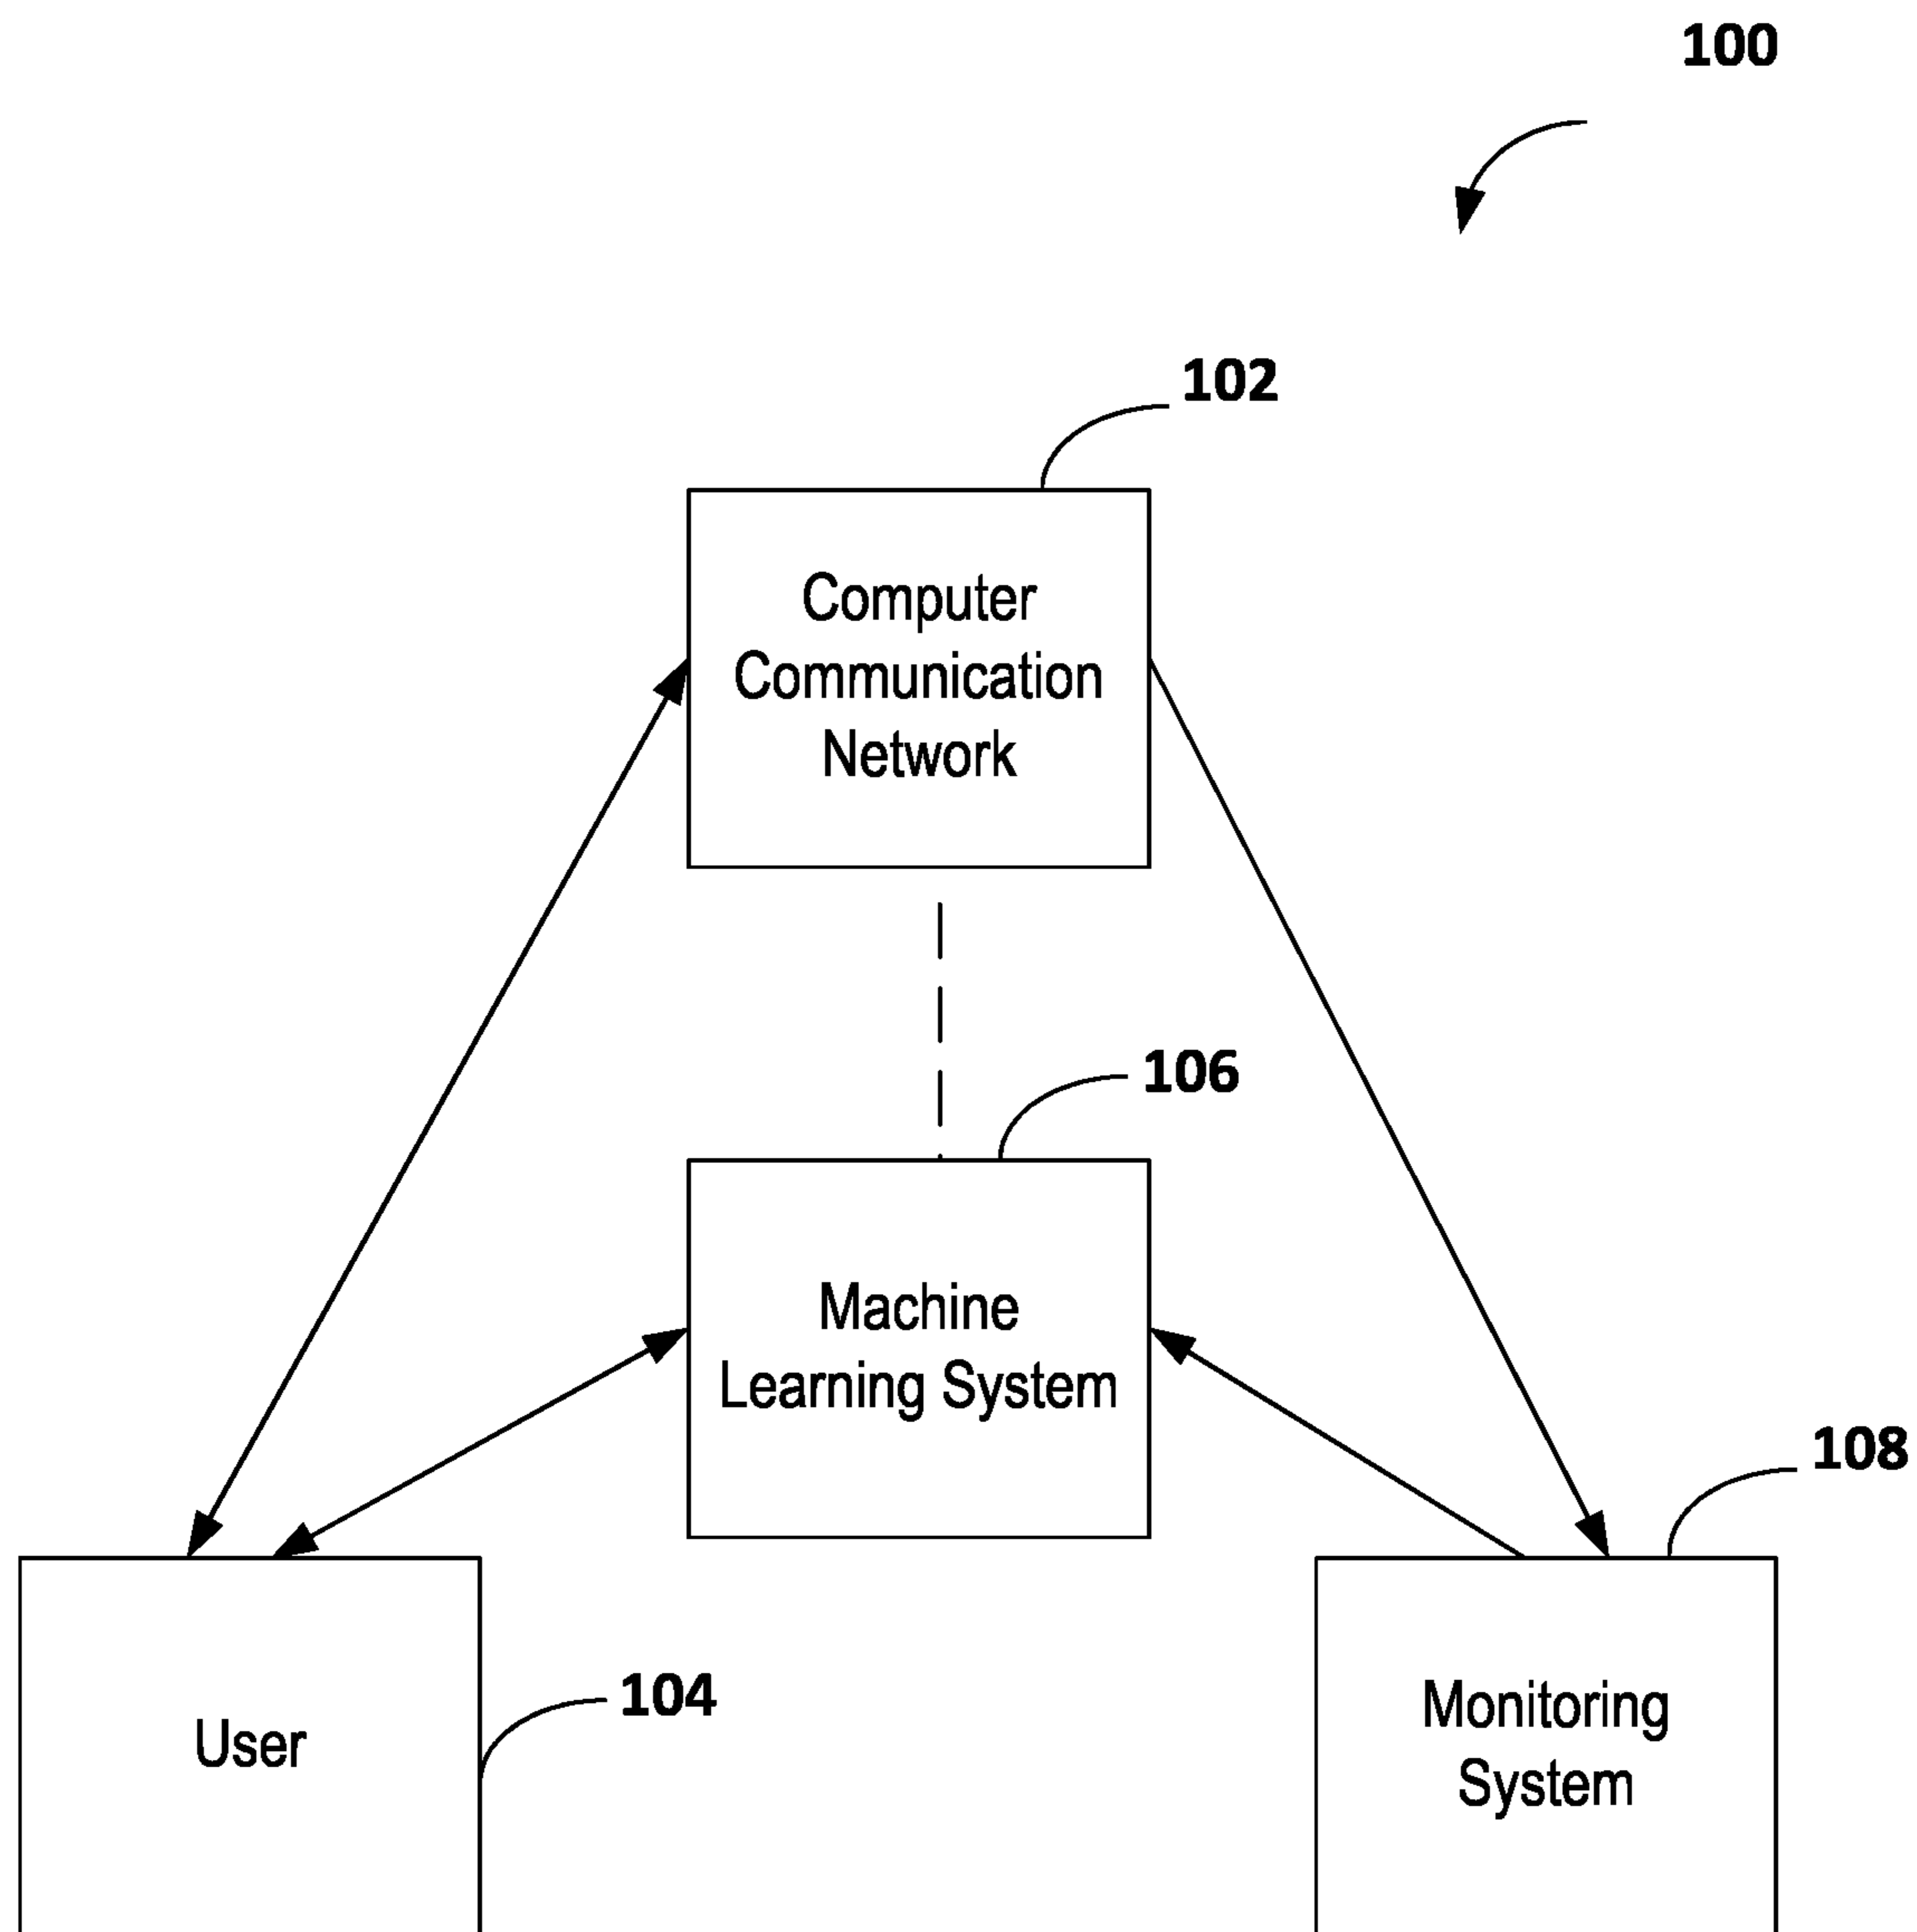 100
102
Computer
Communication
Network
106
Machine
Learning System
108
104
User
Monitoring
System